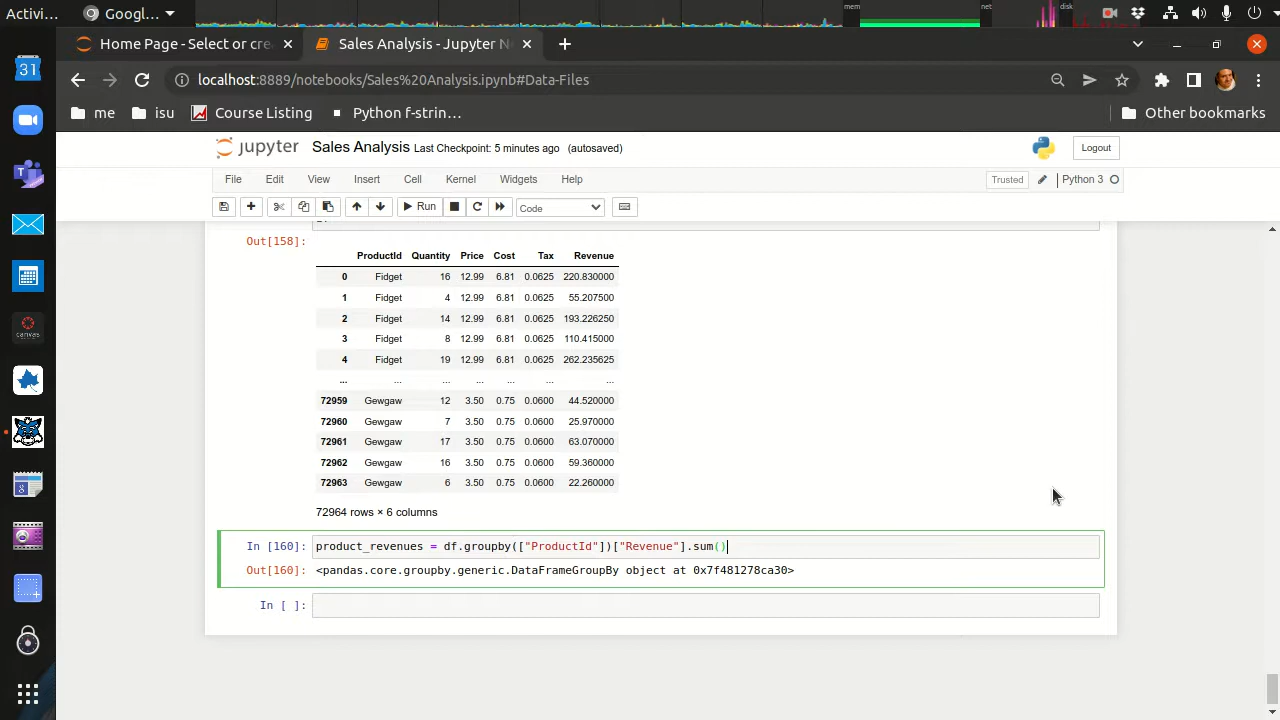 Activi...
Googl...
mem
net
disk
Home Page - Select or cre
Sales Analysis - Jupyter N
localhost:8889/notebooks/Sales%20Analysis.ipynb#Data-Files
me
isu
Course Listing
Python f-strin...
Other bookmarks
31
jupyter
Sales Analysis Last Checkpoint: 5 minutes ago (autosaved)
Logout
File Edit View Insert Cell Kernel Widgets Help
Trusted
Python 3
Run
Code
canvas
Out[158]:
ProductId Quantity Price Cost Tax Revenue
0 Fidget 16 12.99 6.81 0.0625 220.830000
1 Fidget 4 12.99 6.81 0.0625 55.207500
2 Fidget 14 12.99 6.81 0.0625 193.226250
3 Fidget 8 12.99 6.81 0.0625 110.415000
4 Fidget 19 12.99 6.81 0.0625 262.235625
... ... ... ... ... ... ...
72959 Gewgaw 12 3.50 0.75 0.0600 44.520000
72960 Gewgaw 7 3.50 0.75 0.0600 25.970000
72961 Gewgaw 17 3.50 0.75 0.0600 63.070000
72962 Gewgaw 16 3.50 0.75 0.0600 59.360000
72963 Gewgaw 6 3.50 0.75 0.0600 22.260000
72964 rows × 6 columns
In [160]: product_revenues = df.groupby(["ProductId"])["Revenue"].sum()
Out[160]: <pandas.core.groupby.generic.DataFrameGroupBy object at 0x7f481278ca30>
In [ ]: